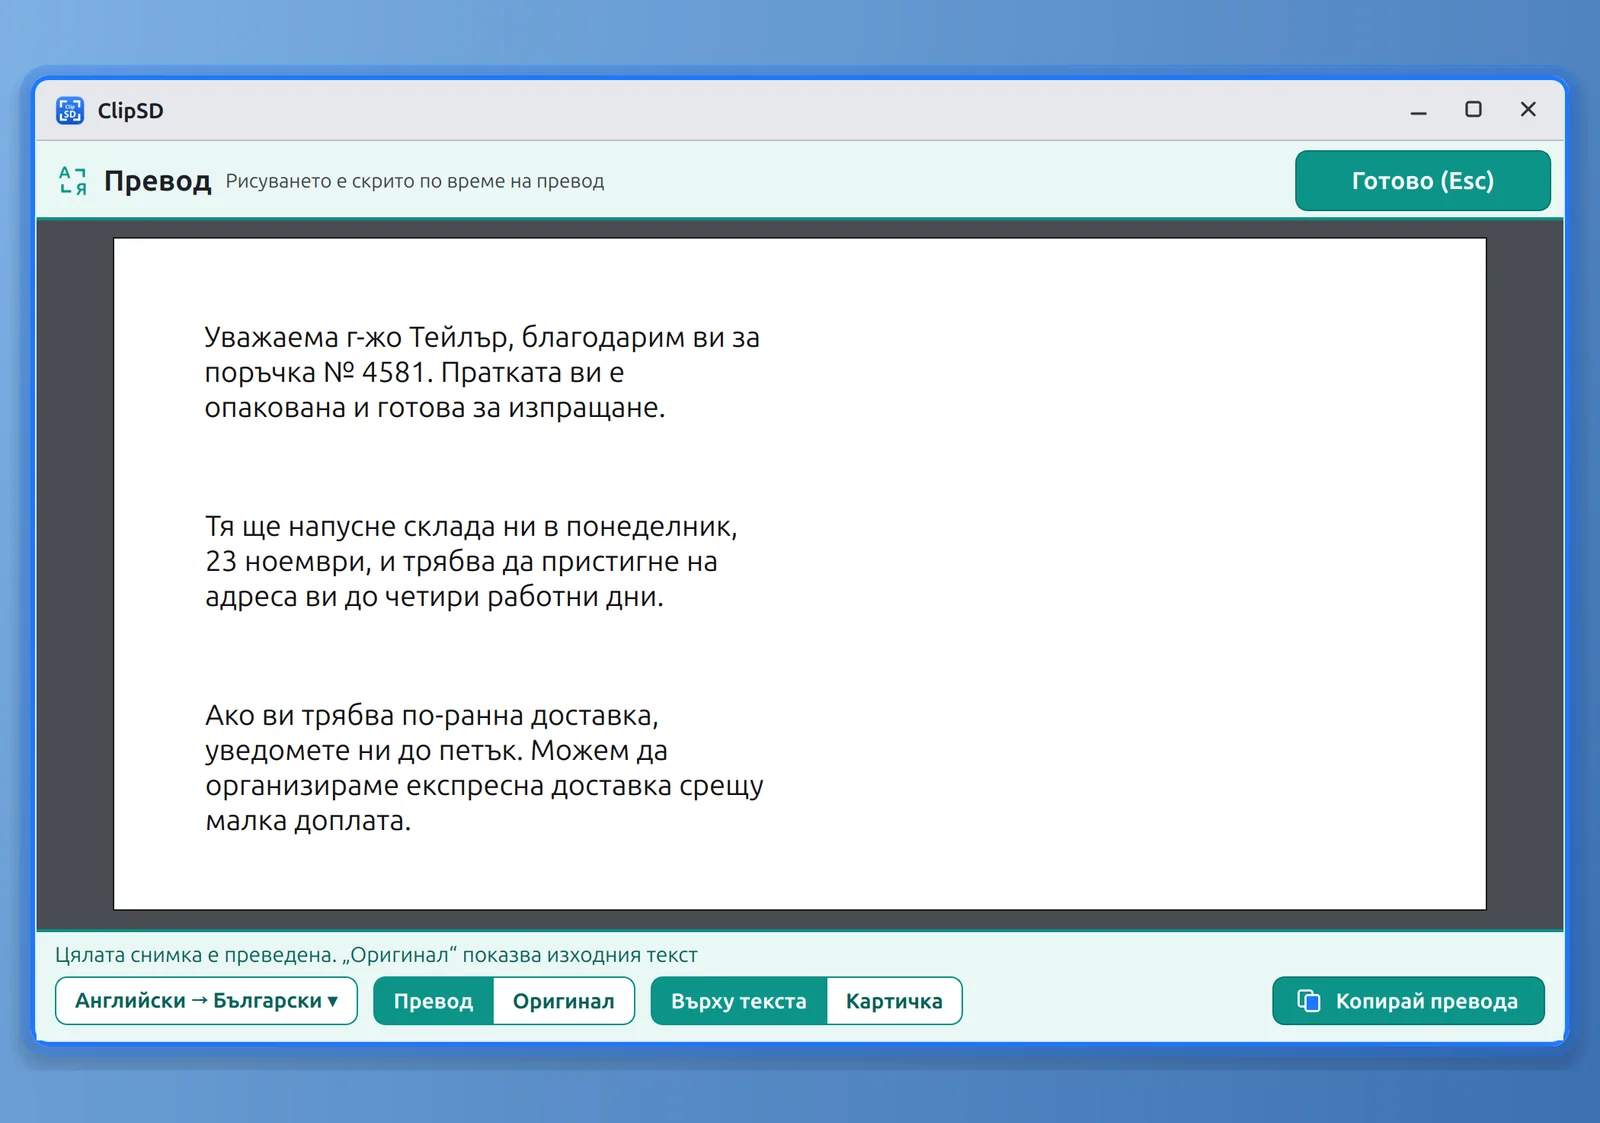 ClipSD
Превод Рисуването е скрито по време на превод
Готово (Esc)
Уважаема г-жо Тейлър, благодарим ви за
поръчка № 4581. Пратката ви е
опакована и готова за изпращане.
Тя ще напусне склада ни в понеделник,
23 ноември, и трябва да пристигне на
адреса ви до четири работни дни.
Ако ви трябва по-ранна доставка,
уведомете ни до петък. Можем да
организираме експресна доставка срещу
малка доплата.
Цялата снимка е преведена. „Оригинал“ показва изходния текст
Английски → Български ▾
Превод Оригинал
Върху текста Картичка
Копирай превода